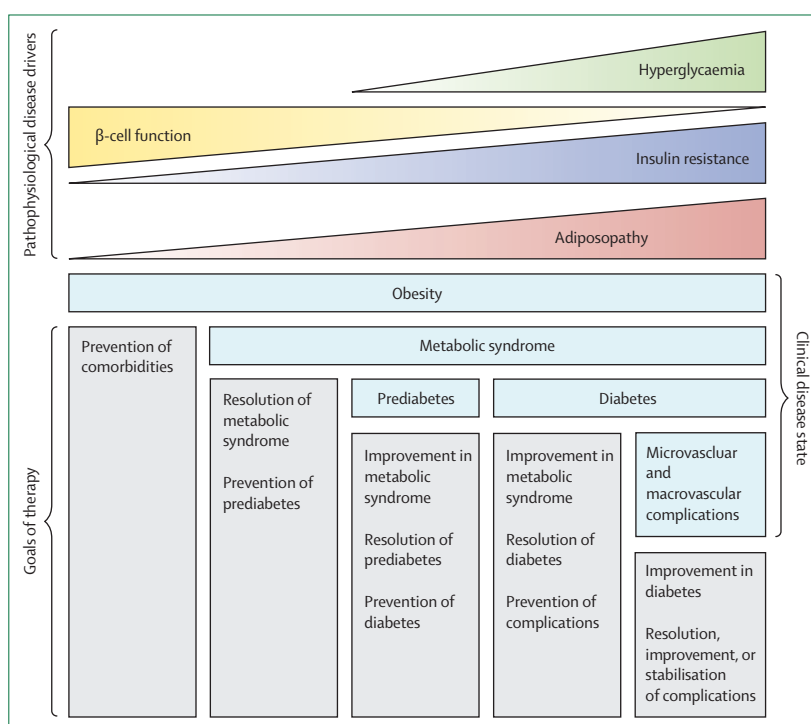 Pathophysiological disease drivers
Hyperglycaemia
β-cell function
Insulin resistance
Adiposopathy
Obesity
Clinical disease state
Goals of therapy
Prevention of
comorbidities
Metabolic syndrome
Resolution of
metabolic
syndrome
Prevention of
prediabetes
Prediabetes
Diabetes
Improvement in
metabolic
syndrome
Resolution of
prediabetes
Prevention of
diabetes
Improvement in
metabolic
syndrome
Resolution of
diabetes
Prevention of
complications
Microvascluar
and
macrovascular
complications
Improvement in
diabetes
Resolution,
improvement, or
stabilisation
of complications